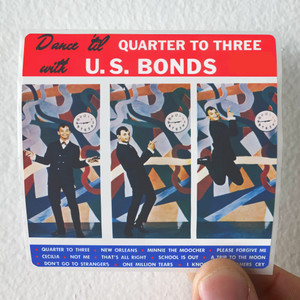 Dance 'til QUARTER TO THREE
with U.S. BONDS
QUARTER TO THREE • NEW ORLEANS • MINNIE THE MOOCHER • PLEASE FORGIVE ME
CECILIA • NOT ME • THAT'S ALL RIGHT • SCHOOL IS OUT • A TRIP TO THE MOON
DON'T GO TO STRANGERS • ONE MILLION TEARS • I KNOW HERS CRY